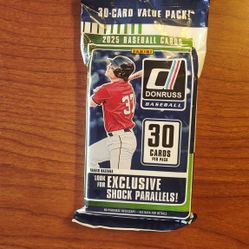 30-CARD VALUE PACK!
2025 BASEBALL CARDS
PANINI
DONRUSS
BASEBALL
30
CARDS
PER PACK
LOOK FOR
EXCLUSIVE
SHOCK PARALLELS!